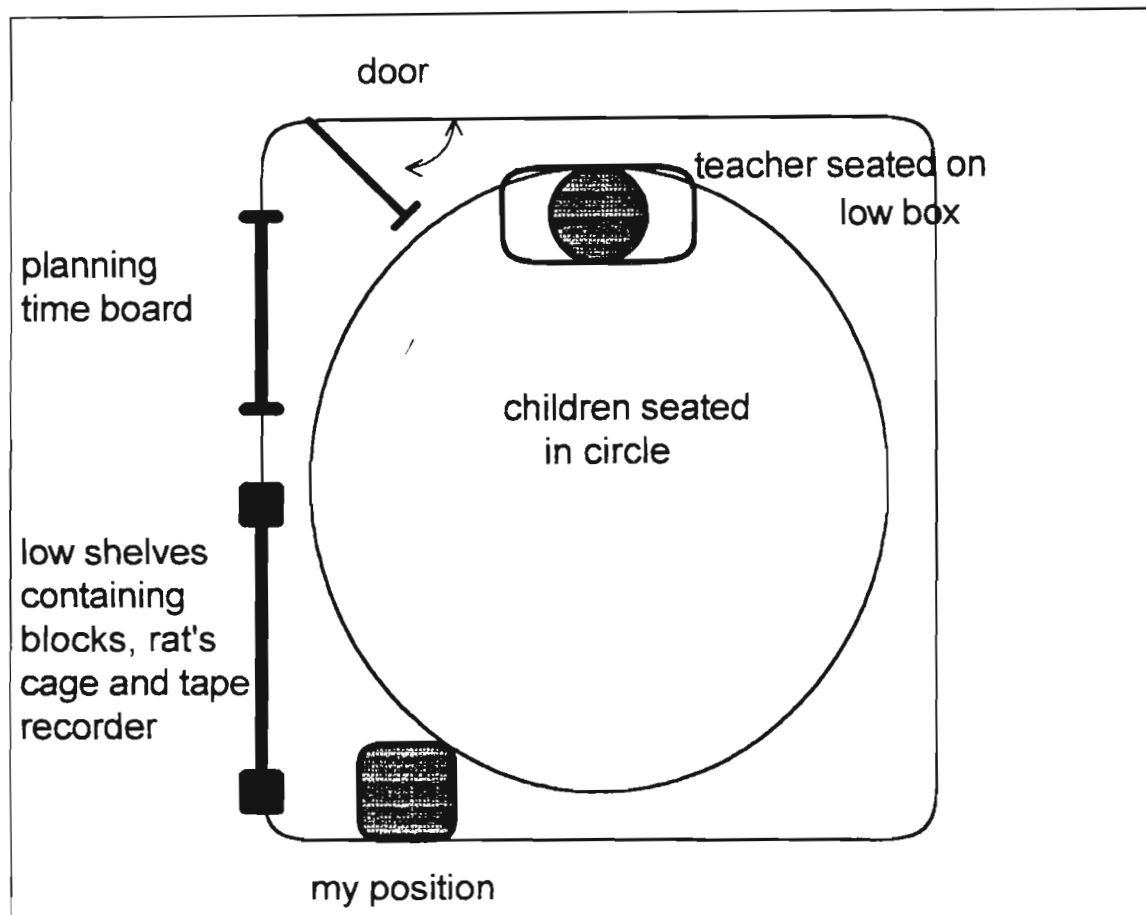 door
teacher seated on
low box
planning
time board
children seated
in circle
low shelves
containing
blocks, rat's
cage and tape
recorder
my position